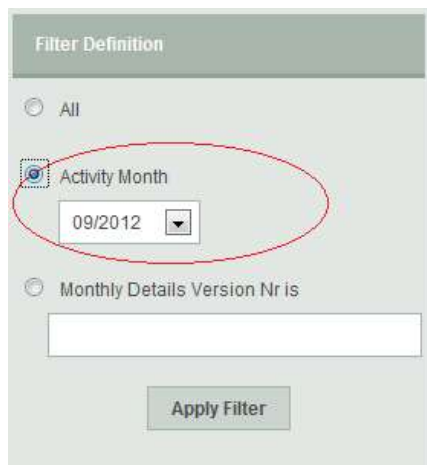 Filter Definition
All
Activity Month
09/2012
Monthly Details Version Nr is
Apply Filter